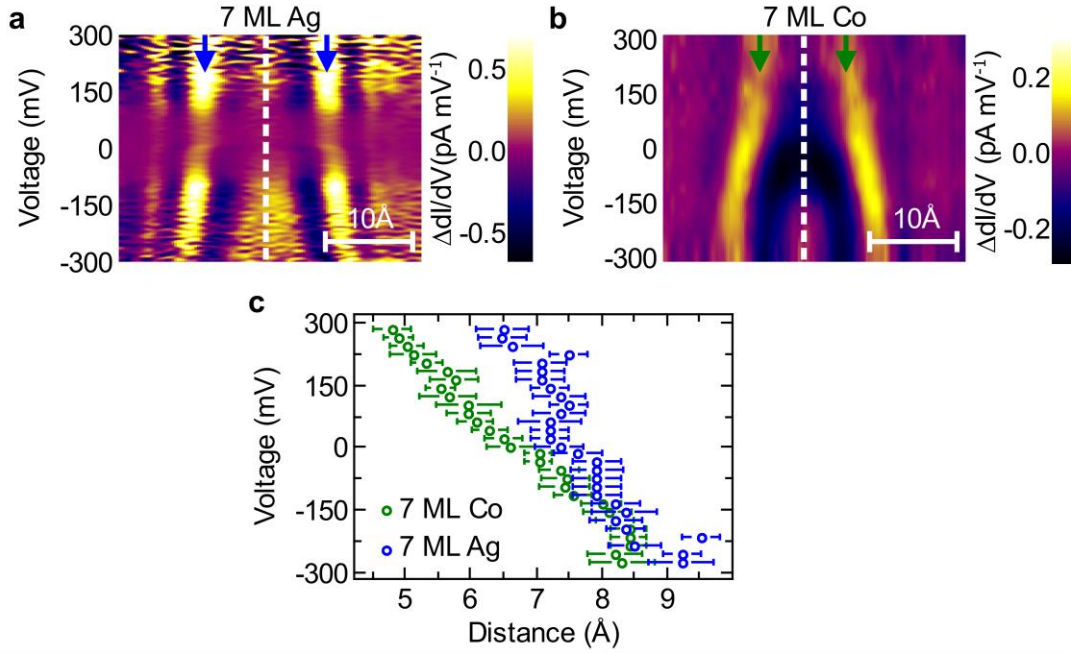 a
7 ML Ag
300
150
0
-150
-300
Voltage (mV)
10Å
0.5
0.0
-0.5
ΔdI/dV(pA mV⁻¹)
b
7 ML Co
300
150
0
-150
-300
Voltage (mV)
10Å
0.2
0.0
-0.2
ΔdI/dV (pA mV⁻¹)
c
300
150
0
-150
-300
Voltage (mV)
7 ML Co
7 ML Ag
5 6 7 8 9
Distance (Å)